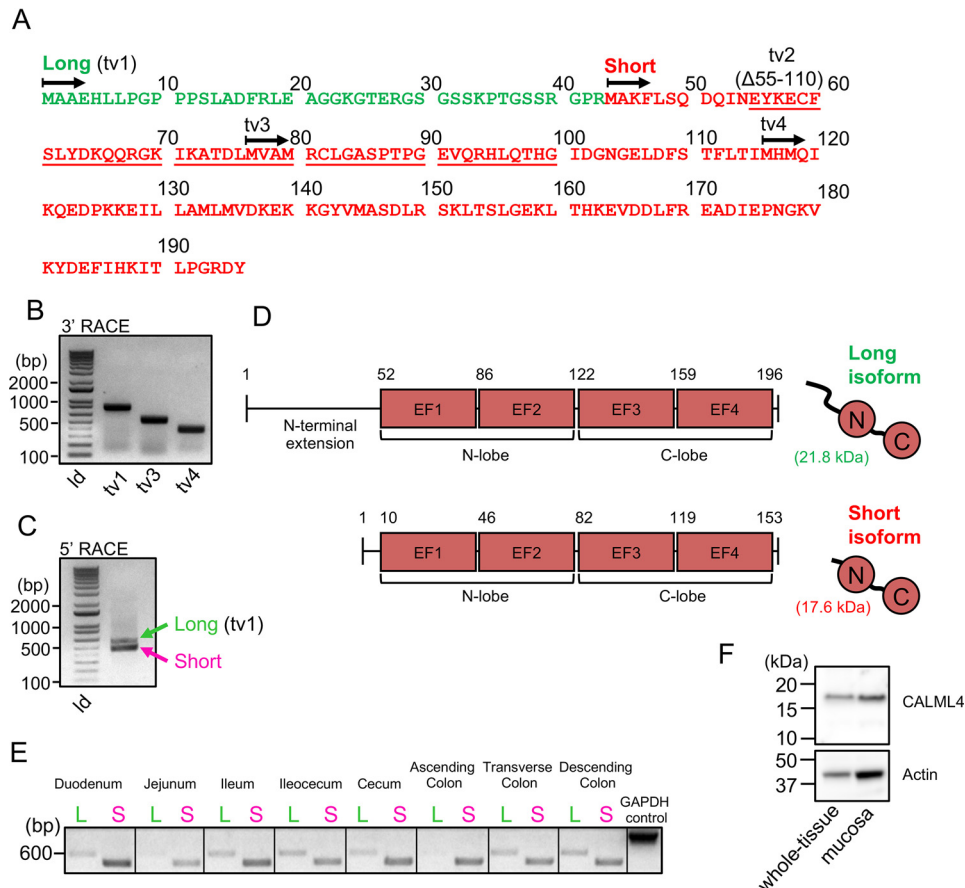 A
Long (tv1)
Short
tv2
(Δ55-110)
10 20 30 40 50 60
MAAEHLLPGP PPSLADFRLE AGGKGTERGS GSSKPTGSSR GPRMAKFLSQ DQINEYKECF
70 tv3 80 90 100 110 tv4 120
SLYDKQQRGK IKATDLMVAM RCLGASPTPG EVQRHLQTHG IDGNGELDFS TFLTIMHMQI
130 140 150 160 170 180
KQEDPKKEIL LAMLMVDKEK KGYVMASDLR SKLTSLGEKL THKEVDDLFR EADIEPNGKV
190
KYDEFIHKIT LPGRDY
B
3' RACE
(bp)
2000
1000
500
100
ld tv1 tv3 tv4
C
5' RACE
(bp)
2000
1000
500
100
ld
Long (tv1)
Short
D
1 52 86 122 159 196
EF1 EF2 EF3 EF4
N-terminal
extension
N-lobe C-lobe
Long
isoform
N C
(21.8 kDa)
1 10 46 82 119 153
EF1 EF2 EF3 EF4
N-lobe C-lobe
Short
isoform
N C
(17.6 kDa)
E
Duodenum Jejunum Ileum Ileocecum Cecum Ascending Colon Transverse Colon Descending Colon
L S L S L S L S L S L S L S L S GAPDH control
(bp)
600
F
(kDa)
20
15
10
CALML4
50
37
Actin
whole-tissue
mucosa